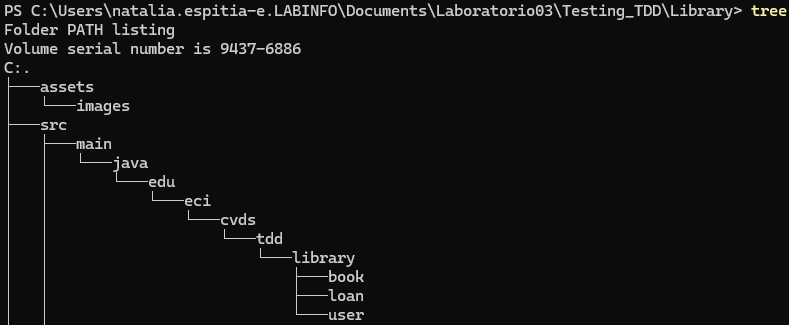 PS C:\Users\natalia.espitia-e.LABINFO\Documents\Laboratorio03\Testing_TDD\Library> tree
Folder PATH listing
Volume serial number is 9437-6886
C:.
├───assets
│   └───images
├───src
│   ├───main
│   │   └───java
│   │       └───edu
│   │           └───eci
│   │               └───cvds
│   │                   └───tdd
│   │                       └───library
│   │                           ├───book
│   │                           ├───loan
│   │                           └───user